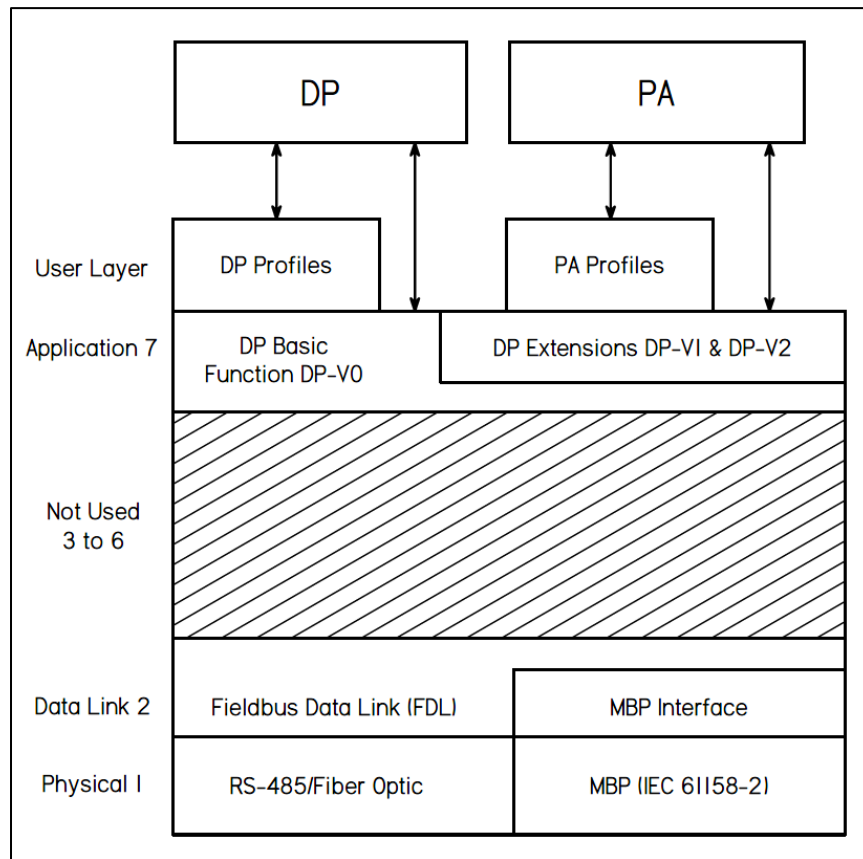 DP
PA
User Layer
DP Profiles
PA Profiles
Application 7
DP Basic
Function DP-V0
DP Extensions DP-V1 & DP-V2
Not Used
3 to 6
Data Link 2
Fieldbus Data Link (FDL)
MBP Interface
Physical 1
RS-485/Fiber Optic
MBP (IEC 61158-2)